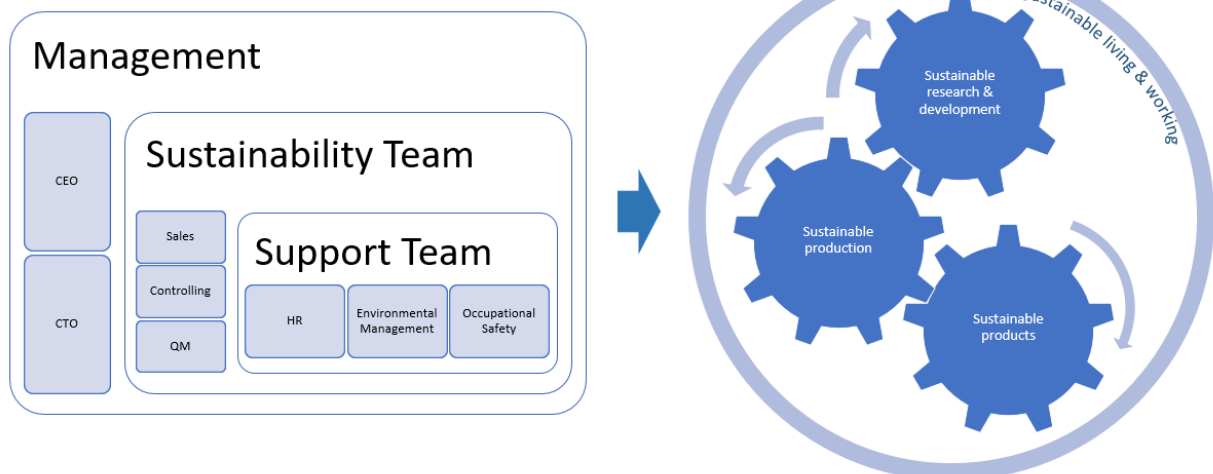 Management
CEO
CTO
Sustainability Team
Sales
Controlling
QM
Support Team
HR
Environmental
Management
Occupational
Safety
living & working
Sustainable
research &
development
Sustainable
production
Sustainable
products